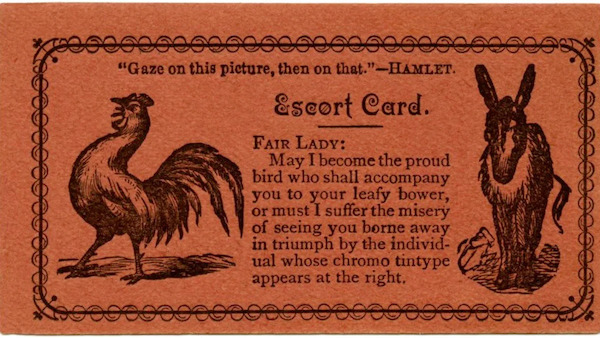 "Gaze on this picture, then on that."—HAMLET.
Escort Card.
FAIR LADY:
May I become the proud
bird who shall accompany
you to your leafy bower,
or must I suffer the misery
of seeing you borne away
in triumph by the individ-
ual whose chromo tintype
appears at the right.